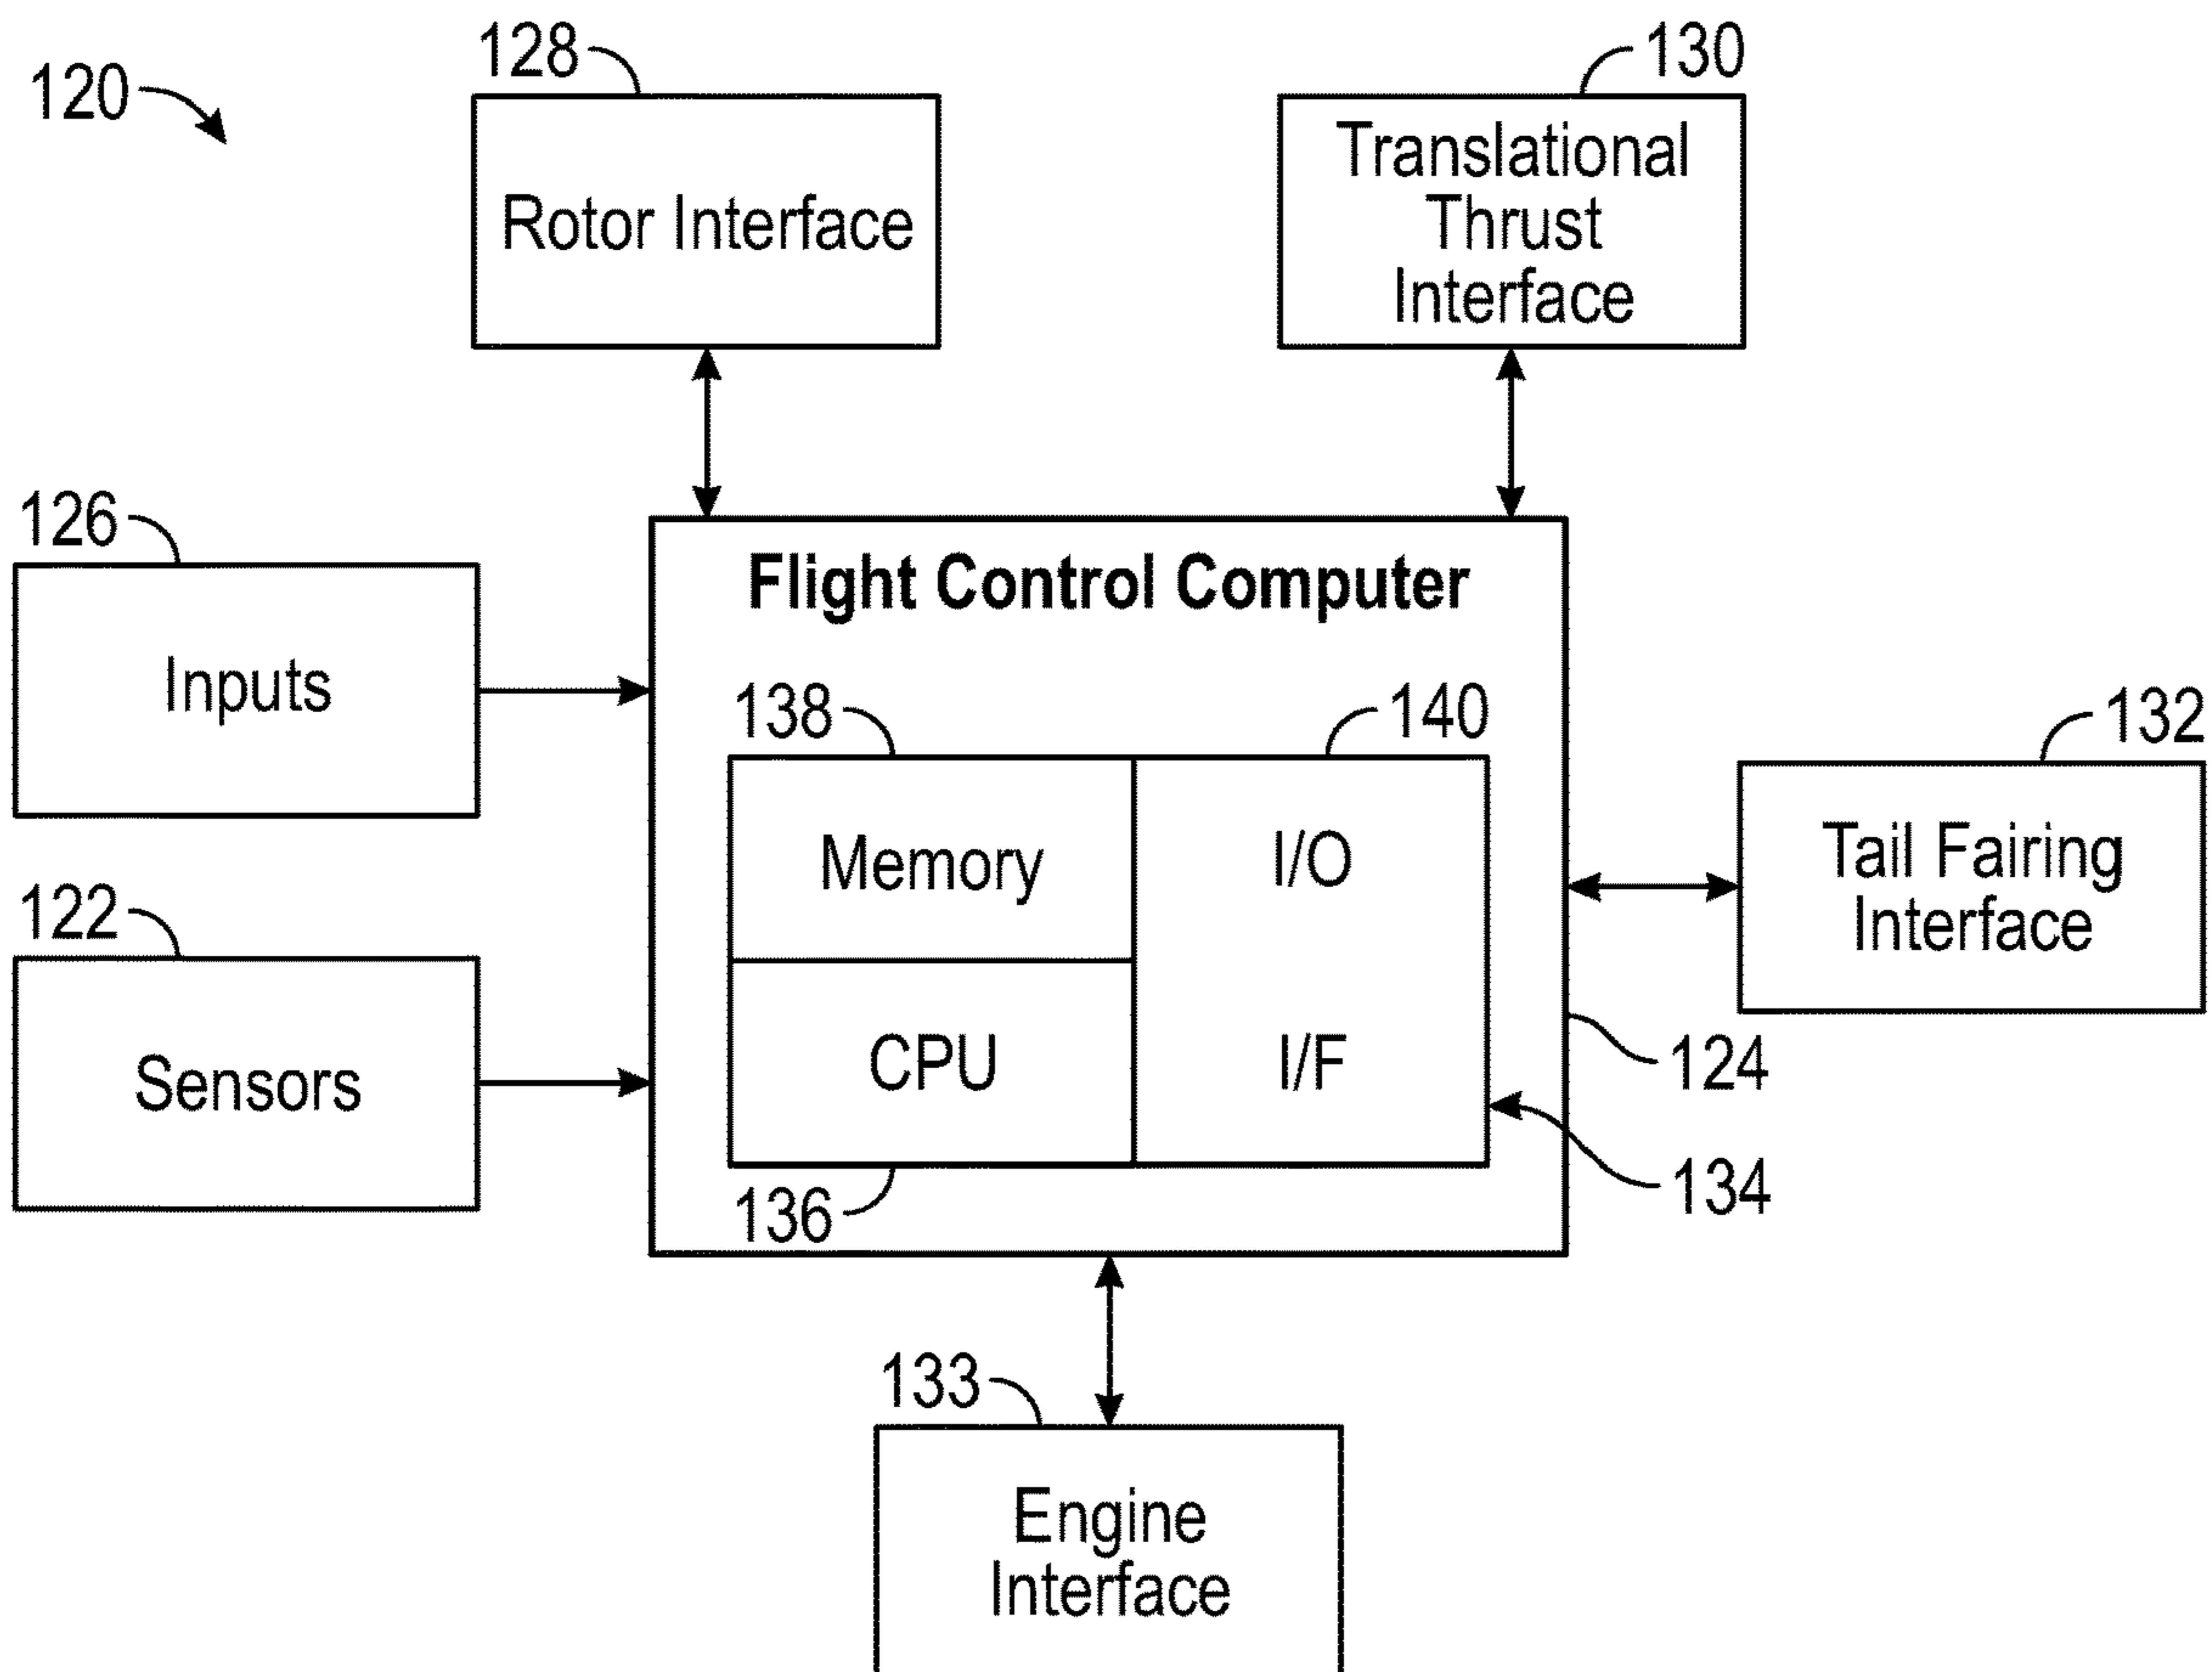 120
128
Rotor Interface
130
Translational
Thrust
Interface
126
Inputs
122
Sensors
Flight Control Computer
138
Memory
140
I/O
CPU
I/F
136
132
Tail Fairing
Interface
124
134
133
Engine
Interface